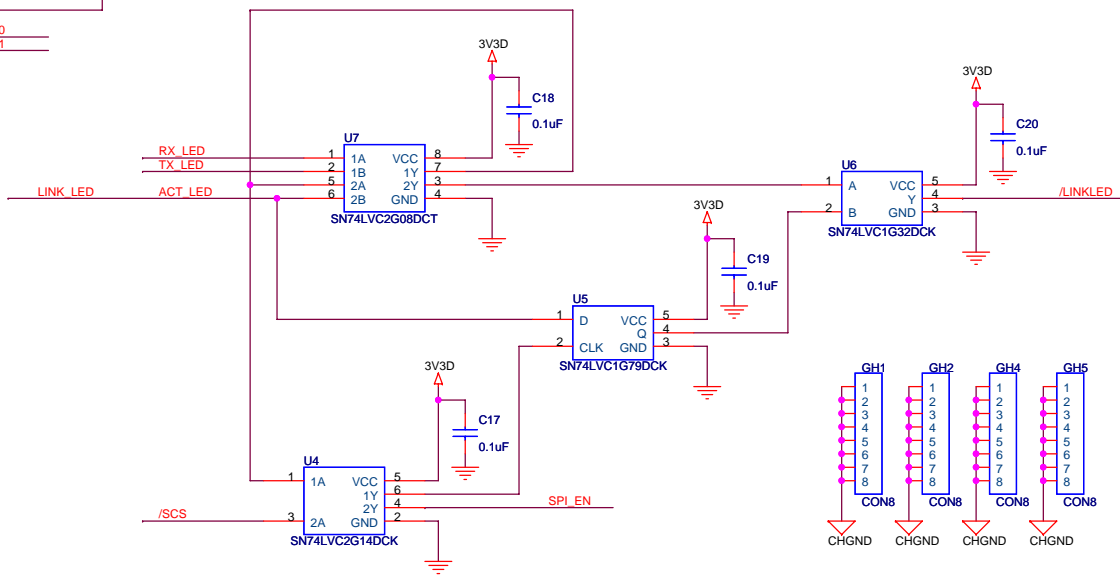 0
1
3V3D
C18
0.1uF
3V3D
C20
0.1uF
U7
RX_LED
TX_LED
LINK_LED
ACT_LED
1 1A VCC 8
2 1B 1Y 7
5 2A 2Y 3
6 2B GND 4
SN74LVC2G08DCT
U6
1 A VCC 5
Y 4
2 B GND 3
SN74LVC1G32DCK
/LINKLED
3V3D
C19
0.1uF
U5
1 D VCC 5
Q 4
2 CLK GND 3
SN74LVC1G79DCK
3V3D
C17
0.1uF
U4
1 1A VCC 5
1Y 6
2Y 4
3 2A GND 2
SN74LVC2G14DCK
/SCS
SPI_EN
GH1 GH2 GH4 GH5
1 1 1 1
2 2 2 2
3 3 3 3
4 4 4 4
5 5 5 5
6 6 6 6
7 7 7 7
8 8 8 8
CON8 CON8 CON8 CON8
CHGND CHGND CHGND CHGND